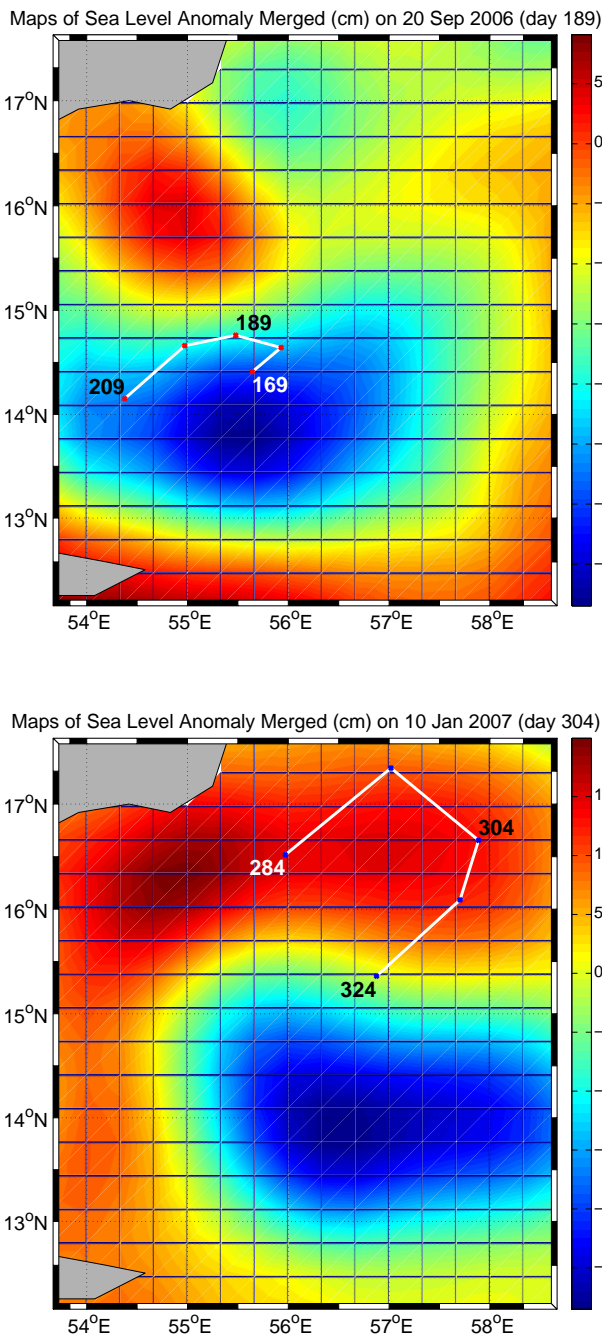 Maps of Sea Level Anomaly Merged (cm) on 20 Sep 2006 (day 189)
17°N
16°N
15°N
14°N
13°N
189
209
169
5
0
54°E 55°E 56°E 57°E 58°E
Maps of Sea Level Anomaly Merged (cm) on 10 Jan 2007 (day 304)
17°N
16°N
15°N
14°N
13°N
304
284
324
1
1
5
0
54°E 55°E 56°E 57°E 58°E